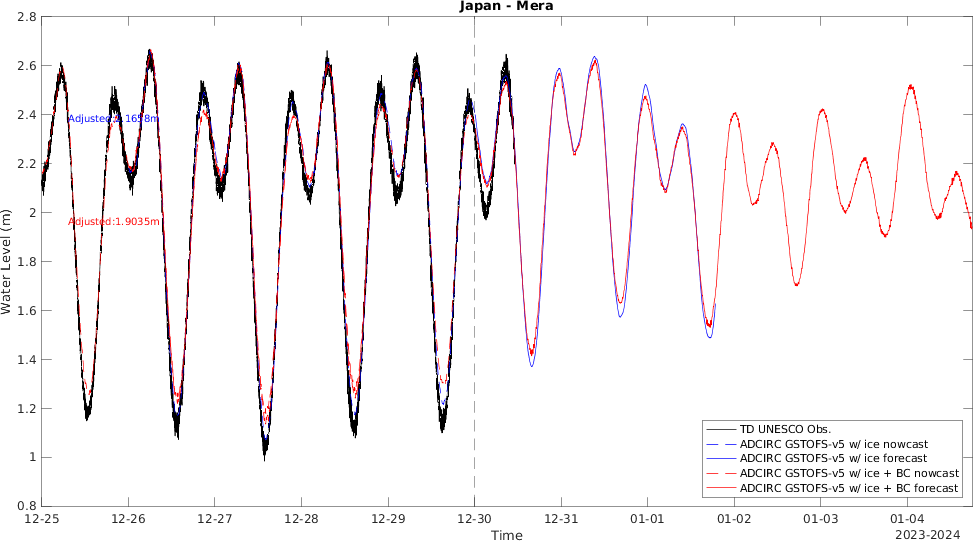 Japan - Mera
2.8
2.6
2.4
2.2
2
1.8
1.6
1.4
1.2
1
0.8
Water Level (m)
Adjusted:2.1658m
Adjusted:1.9035m
TD UNESCO Obs.
ADCIRC GSTOFS-v5 w/ ice nowcast
ADCIRC GSTOFS-v5 w/ ice forecast
ADCIRC GSTOFS-v5 w/ ice + BC nowcast
ADCIRC GSTOFS-v5 w/ ice + BC forecast
12-25 12-26 12-27 12-28 12-29 12-30 12-31 01-01 01-02 01-03 01-04
Time
2023-2024